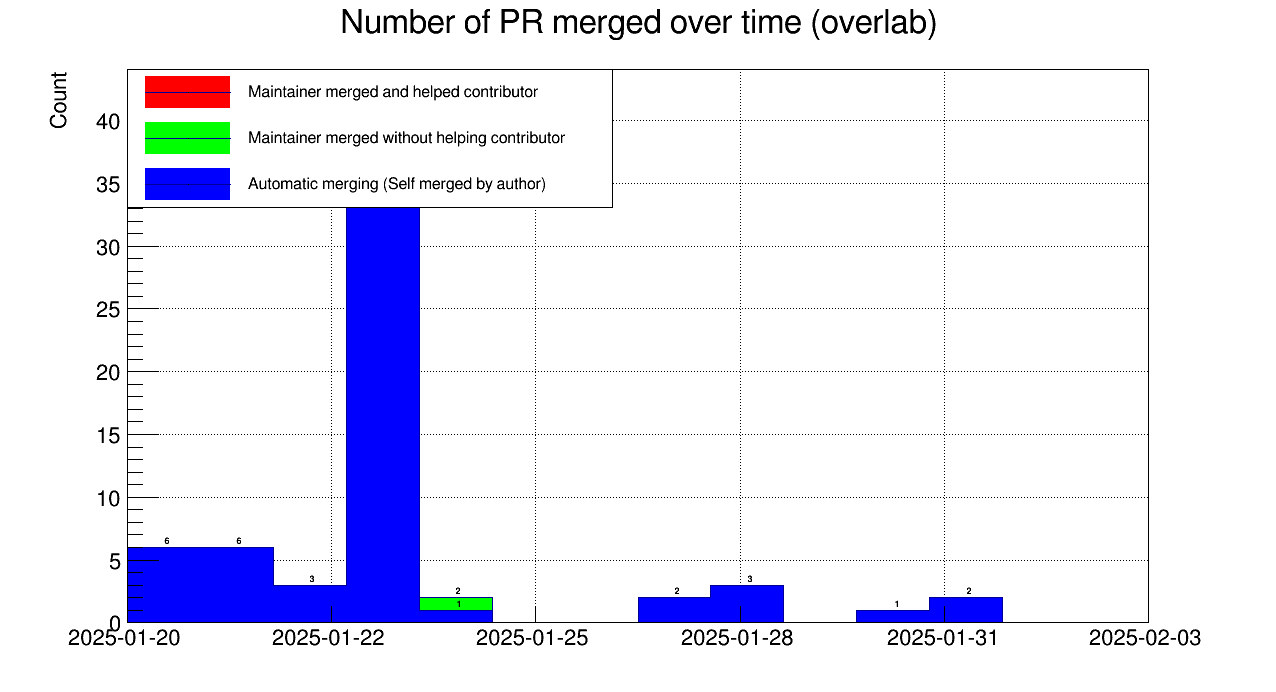 Number of PR merged over time (overlab)
Count
Maintainer merged and helped contributor
Maintainer merged without helping contributor
Automatic merging (Self merged by author)
40
35
30
25
20
15
10
5
0
6 6 3 2 1 2 3 1 2
2025-01-20 2025-01-22 2025-01-25 2025-01-28 2025-01-31 2025-02-03